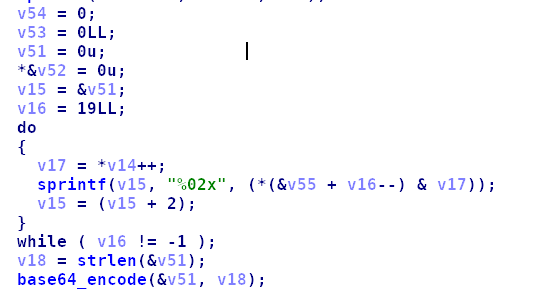 v54 = 0;
v53 = 0LL;
v51 = 0u;
*&v52 = 0u;
v15 = &v51;
v16 = 19LL;
do
{
v17 = *v14++;
sprintf(v15, "%02x", (*(&v55 + v16--) & v17));
v15 = (v15 + 2);
}
while ( v16 != -1 );
v18 = strlen(&v51);
base64_encode(&v51, v18);